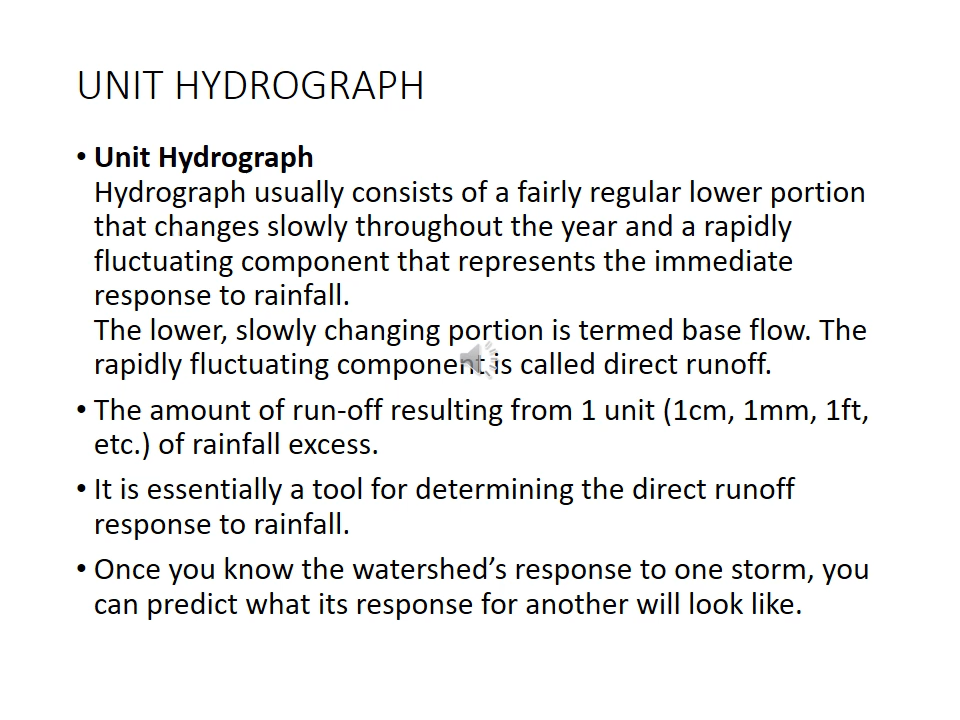 UNIT HYDROGRAPH
• Unit Hydrograph
Hydrograph usually consists of a fairly regular lower portion
that changes slowly throughout the year and a rapidly
fluctuating component that represents the immediate
response to rainfall.
The lower, slowly changing portion is termed base flow. The
rapidly fluctuating component is called direct runoff.
• The amount of run-off resulting from 1 unit (1cm, 1mm, 1ft,
etc.) of rainfall excess.
• It is essentially a tool for determining the direct runoff
response to rainfall.
• Once you know the watershed’s response to one storm, you
can predict what its response for another will look like.